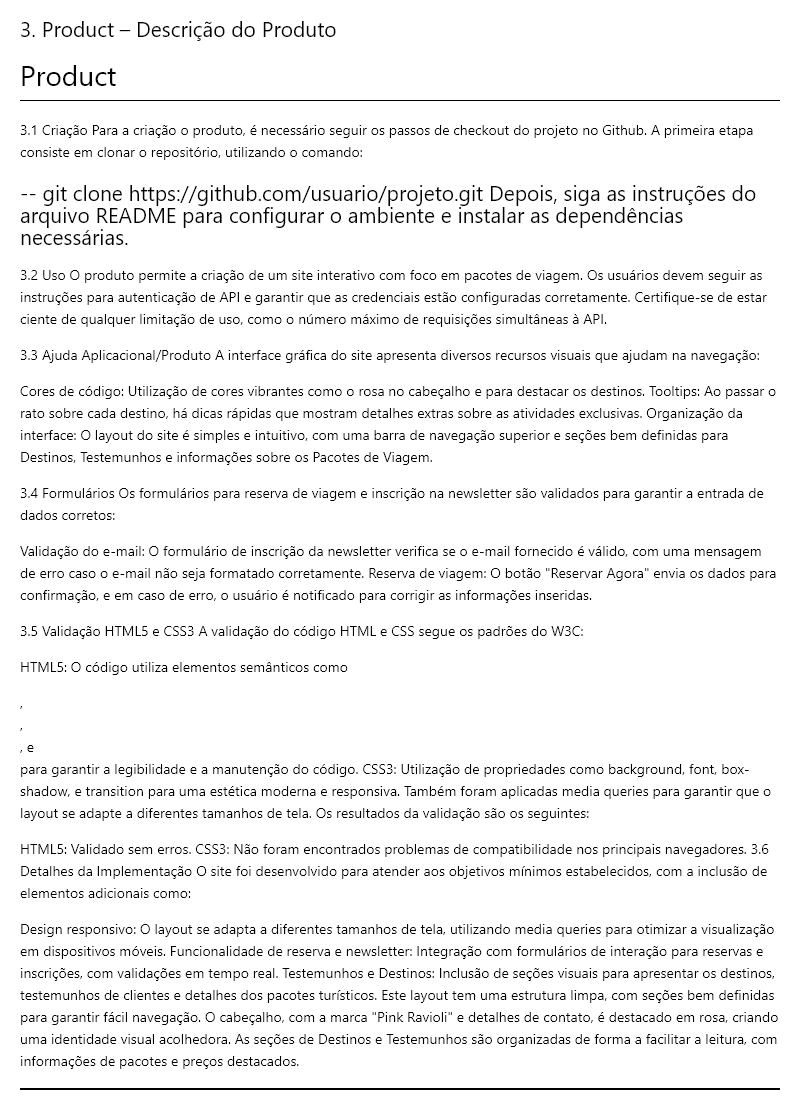 3. Product – Descrição do Produto
Product
3.1 Criação Para a criação o produto, é necessário seguir os passos de checkout do projeto no Github. A primeira etapa
consiste em clonar o repositório, utilizando o comando:
-- git clone https://github.com/usuario/projeto.git Depois, siga as instruções do
arquivo README para configurar o ambiente e instalar as dependências
necessárias.
3.2 Uso O produto permite a criação de um site interativo com foco em pacotes de viagem. Os usuários devem seguir as
instruções para autenticação de API e garantir que as credenciais estão configuradas corretamente. Certifique-se de estar
ciente de qualquer limitação de uso, como o número máximo de requisições simultâneas à API.
3.3 Ajuda Aplicacional/Produto A interface gráfica do site apresenta diversos recursos visuais que ajudam na navegação:
Cores de código: Utilização de cores vibrantes como o rosa no cabeçalho e para destacar os destinos. Tooltips: Ao passar o
rato sobre cada destino, há dicas rápidas que mostram detalhes extras sobre as atividades exclusivas. Organização da
interface: O layout do site é simples e intuitivo, com uma barra de navegação superior e seções bem definidas para
Destinos, Testemunhos e informações sobre os Pacotes de Viagem.
3.4 Formulários Os formulários para reserva de viagem e inscrição na newsletter são validados para garantir a entrada de
dados corretos:
Validação do e-mail: O formulário de inscrição da newsletter verifica se o e-mail fornecido é válido, com uma mensagem
de erro caso o e-mail não seja formatado corretamente. Reserva de viagem: O botão "Reservar Agora" envia os dados para
confirmação, e em caso de erro, o usuário é notificado para corrigir as informações inseridas.
3.5 Validação HTML5 e CSS3 A validação do código HTML e CSS segue os padrões do W3C:
HTML5: O código utiliza elementos semânticos como
,
,
, e
para garantir a legibilidade e a manutenção do código. CSS3: Utilização de propriedades como background, font, box-
shadow, e transition para uma estética moderna e responsiva. Também foram aplicadas media queries para garantir que o
layout se adapte a diferentes tamanhos de tela. Os resultados da validação são os seguintes:
HTML5: Validado sem erros. CSS3: Não foram encontrados problemas de compatibilidade nos principais navegadores. 3.6
Detalhes da Implementação O site foi desenvolvido para atender aos objetivos mínimos estabelecidos, com a inclusão de
elementos adicionais como:
Design responsivo: O layout se adapta a diferentes tamanhos de tela, utilizando media queries para otimizar a visualização
em dispositivos móveis. Funcionalidade de reserva e newsletter: Integração com formulários de interação para reservas e
inscrições, com validações em tempo real. Testemunhos e Destinos: Inclusão de seções visuais para apresentar os destinos,
testemunhos de clientes e detalhes dos pacotes turísticos. Este layout tem uma estrutura limpa, com seções bem definidas
para garantir fácil navegação. O cabeçalho, com a marca "Pink Ravioli" e detalhes de contato, é destacado em rosa, criando
uma identidade visual acolhedora. As seções de Destinos e Testemunhos são organizadas de forma a facilitar a leitura, com
informações de pacotes e preços destacados.